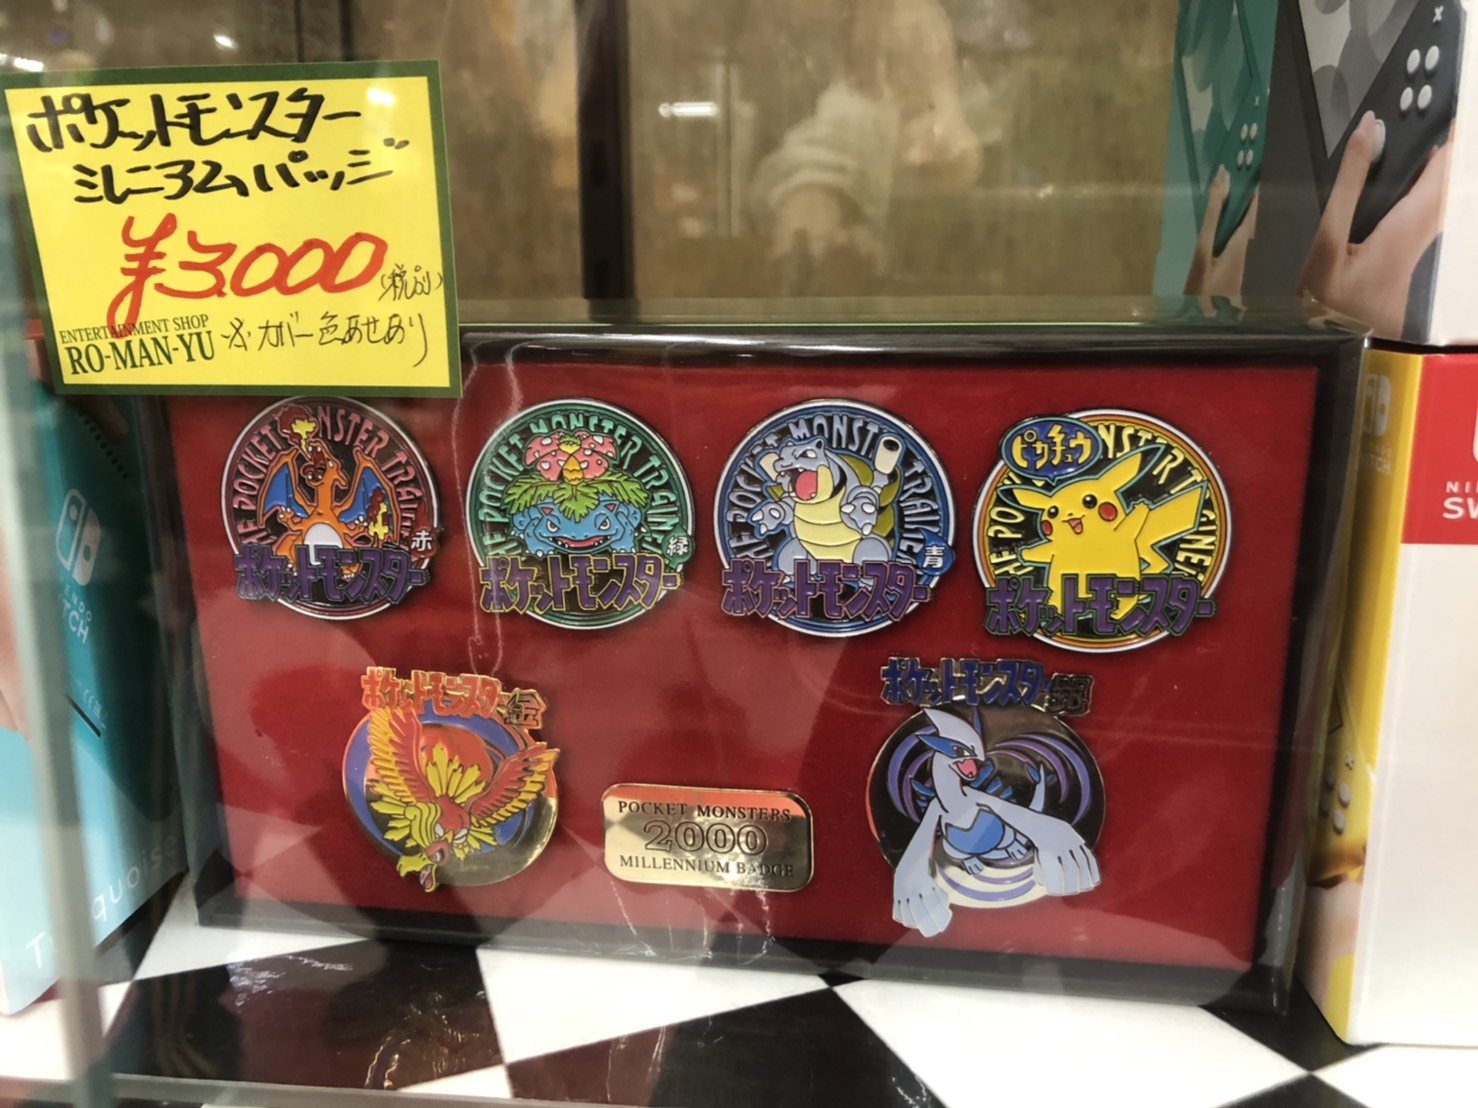 ポケットモンスター
ミレニアムバッジ
¥3.000
(税込)
ENTERTAINMENT SHOP
RO-MAN-YU
※カバー色あせあり
THE POCKET MONSTER TRAINER
赤
ポケットモンスター
THE POCKET MONSTER TRAINER
緑
ポケットモンスター
THE POCKET MONSTER TRAINER
青
ポケットモンスター
ピカチュウ
ポケットモンスター
ポケットモンスター 金
ポケットモンスター 銀
POCKET MONSTERS
2000
MILLENNIUM BADGE